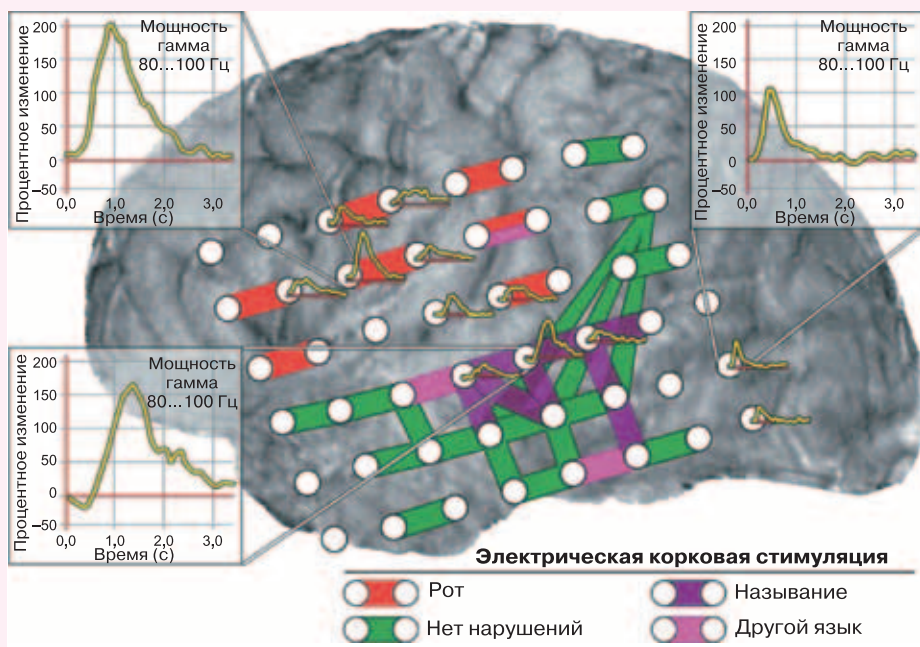 Мощность
гамма
80...100 Гц
Процентное изменение
200
150
100
50
0
–50
0,0 1,0 2,0 3,0
Время (с)
Мощность
гамма
80...100 Гц
Процентное изменение
200
150
100
50
0
–50
0,0 1,0 2,0 3,0
Время (с)
Мощность
гамма
80...100 Гц
Процентное изменение
200
150
100
50
0
–50
0,0 1,0 2,0 3,0
Время (с)
Электрическая корковая стимуляция
Рот
Называние
Нет нарушений
Другой язык